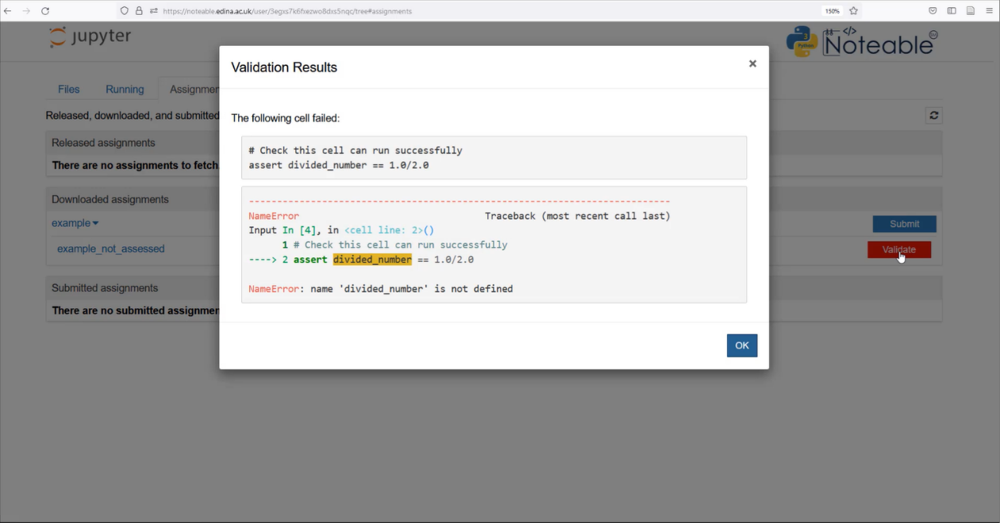 https://noteable.edina.ac.uk/user/3egxs7k6fxezwo8dxs5nqc/tree#assignments
150%
jupyter
3
python
</>
Noteable
Validation Results
×
Files
Running
Assignmen
Released, downloaded, and submitted
The following cell failed:
Released assignments
There are no assignments to fetch.
# Check this cell can run successfully
assert divided_number == 1.0/2.0
Downloaded assignments
example
Submit
example_not_assessed
Validate
--------------------------------------------------------------------------- 
NameError Traceback (most recent call last)
Input In [4], in <cell line: 2>()
1 # Check this cell can run successfully
----> 2 assert divided_number == 1.0/2.0
NameError: name 'divided_number' is not defined
Submitted assignments
There are no submitted assignmen
OK